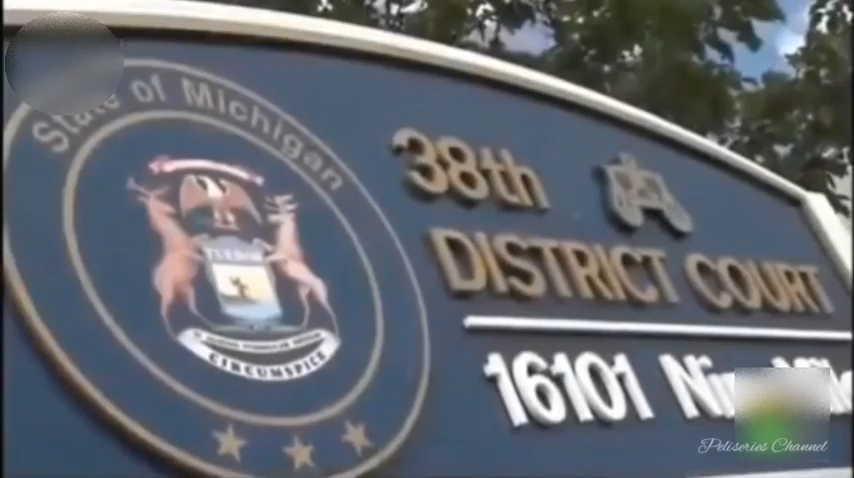 State of Michigan
TUEBOR
CIRCUMSPICE
38th
DISTRICT COURT
16101
Peliseries Channel